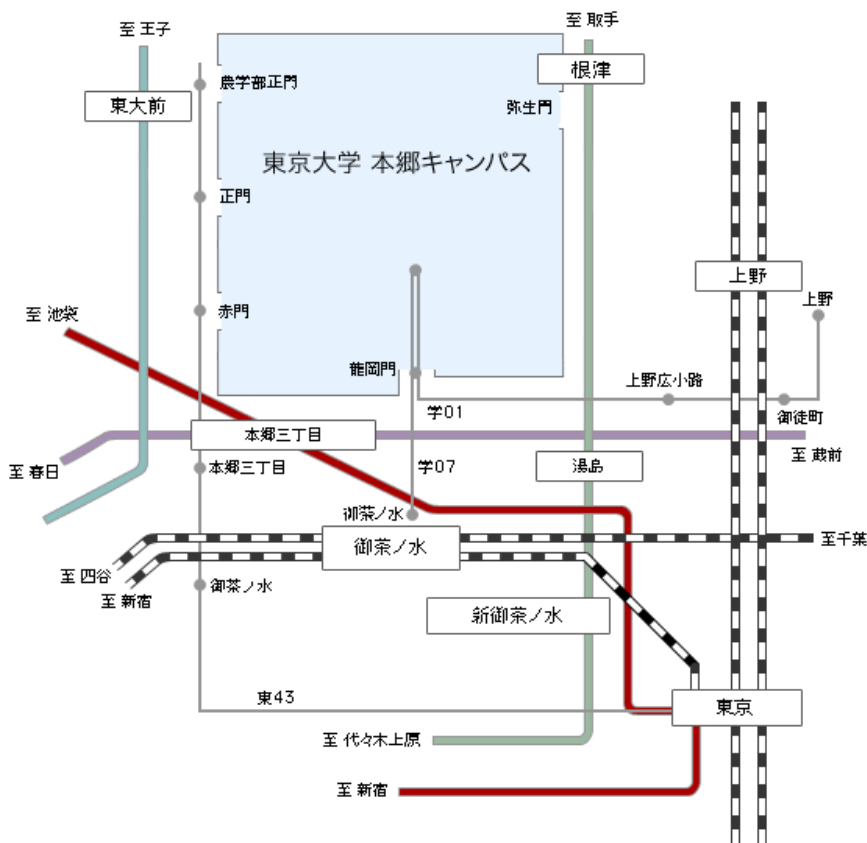 至 王子
至 取手
根津
農学部正門
東大前
弥生門
東京大学 本郷キャンパス
正門
上野
上野
至 池袋
赤門
龍岡門
上野広小路
学01
御徒町
本郷三丁目
至 蔵前
至 春日
本郷三丁目
学07
湯島
御茶ノ水
御茶ノ水
至千葉
至 四谷
御茶ノ水
至 新宿
新御茶ノ水
東43
東京
至 代々木上原
至 新宿